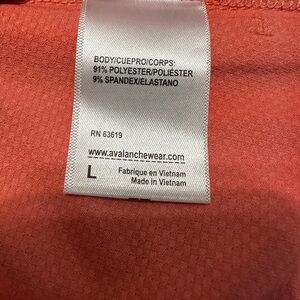 BODY/CUEPRO/CORPS:
91% POLYESTER/POLIÉSTER
9% SPANDEX/ELASTANO
RN 63619
www.avalanchewear.com
L
Fabrique en Vietnam
Made in Vietnam